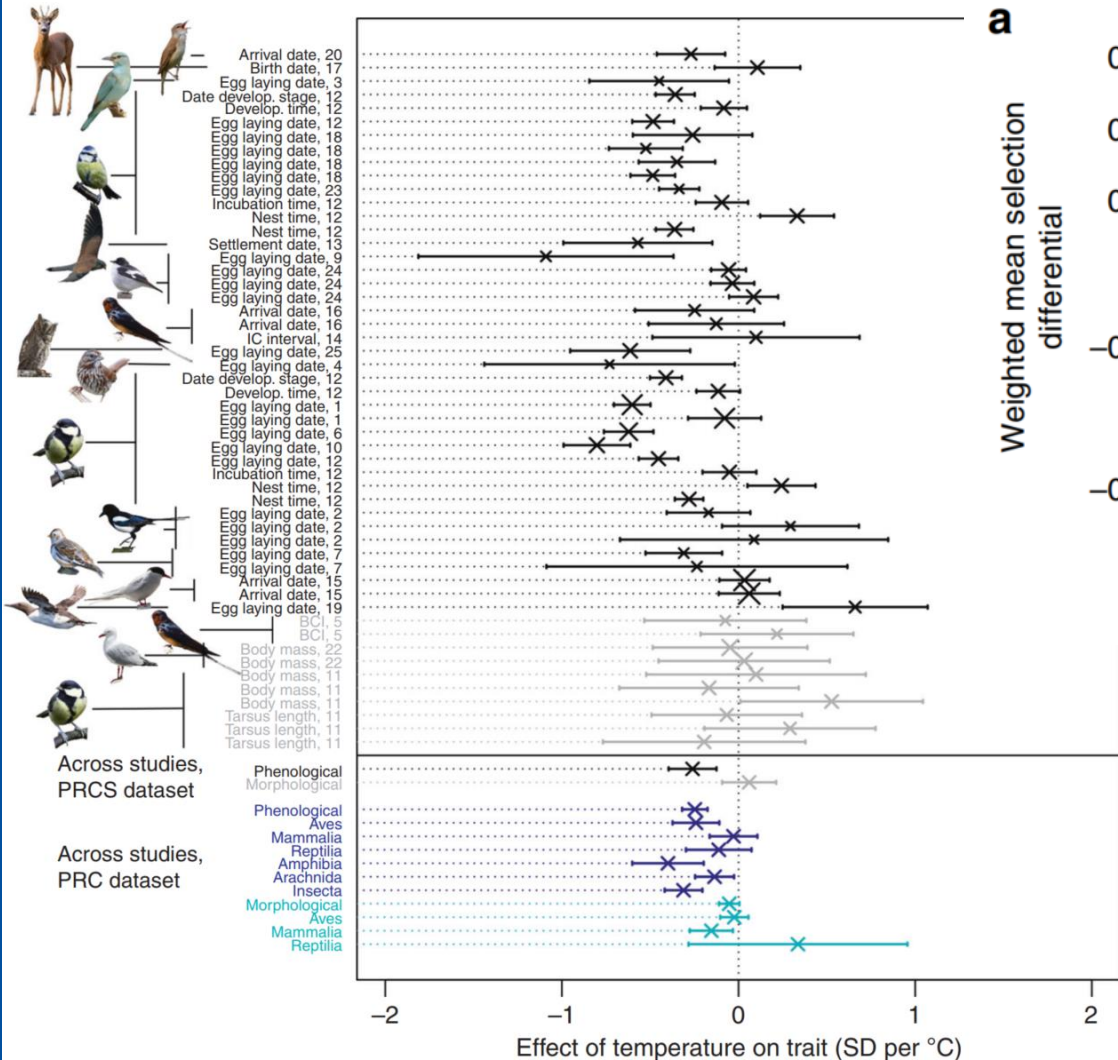 Arrival date, 20
Birth date, 17
Egg laying date, 3
Date develop. stage, 12
Develop. time, 12
Egg laying date, 12
Egg laying date, 18
Egg laying date, 18
Egg laying date, 18
Egg laying date, 18
Egg laying date, 23
Incubation time, 12
Nest time, 12
Nest time, 12
Settlement date, 13
Egg laying date, 9
Egg laying date, 24
Egg laying date, 24
Egg laying date, 24
Arrival date, 16
Arrival date, 16
IC interval, 14
Egg laying date, 25
Egg laying date, 4
Date develop. stage, 12
Develop. time, 12
Egg laying date, 1
Egg laying date, 1
Egg laying date, 6
Egg laying date, 10
Egg laying date, 12
Incubation time, 12
Nest time, 12
Nest time, 12
Egg laying date, 2
Egg laying date, 2
Egg laying date, 2
Egg laying date, 7
Egg laying date, 7
Arrival date, 15
Arrival date, 15
Egg laying date, 19
BCI, 5
BCI, 5
Body mass, 22
Body mass, 22
Body mass, 11
Body mass, 11
Body mass, 11
Tarsus length, 11
Tarsus length, 11
Tarsus length, 11
Across studies,
PRCS dataset
Phenological
Morphological
Across studies,
PRC dataset
Phenological
Aves
Mammalia
Reptilia
Amphibia
Arachnida
Insecta
Morphological
Aves
Mammalia
Reptilia
−2 −1 0 1 2
Effect of temperature on trait (SD per °C)
a
Weighted mean selection
differential
0
0
0
−0
−0